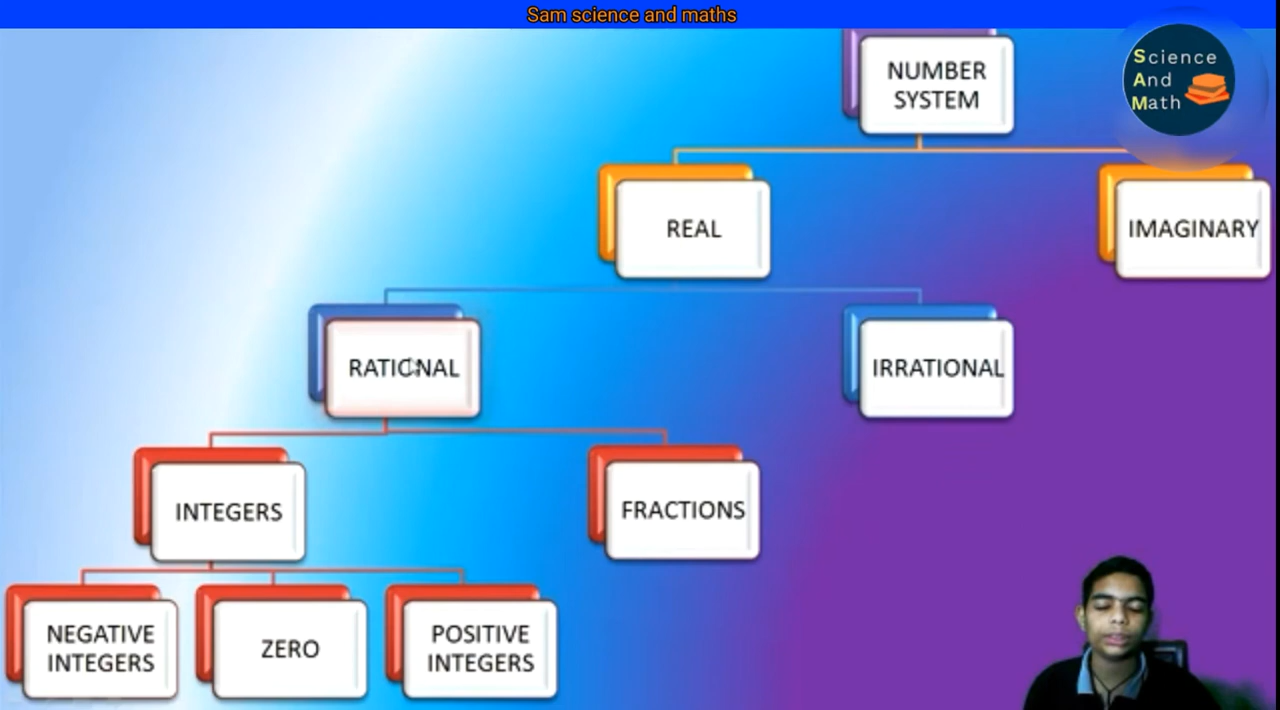 Sam science and maths
Science
And
Math
NUMBER
SYSTEM
REAL
IMAGINARY
RATIONAL
IRRATIONAL
INTEGERS
FRACTIONS
NEGATIVE
INTEGERS
ZERO
POSITIVE
INTEGERS